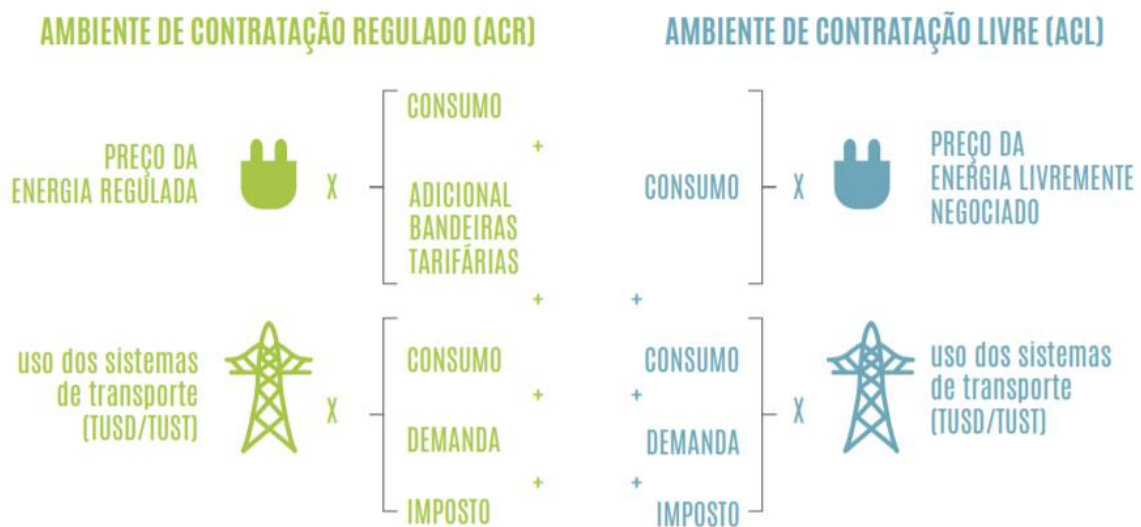 AMBIENTE DE CONTRATAÇÃO REGULADO (ACR)
PREÇO DA
ENERGIA REGULADA
X
CONSUMO
+
ADICIONAL
BANDEIRAS
TARIFÁRIAS
+
uso dos sistemas
de transporte
(TUSD/TUST)
X
CONSUMO
+
DEMANDA
+
IMPOSTO
AMBIENTE DE CONTRATAÇÃO LIVRE (ACL)
CONSUMO
X
PREÇO DA
ENERGIA LIVREMENTE
NEGOCIADO
+
CONSUMO
+
DEMANDA
+
IMPOSTO
X
uso dos sistemas
de transporte
(TUSD/TUST)